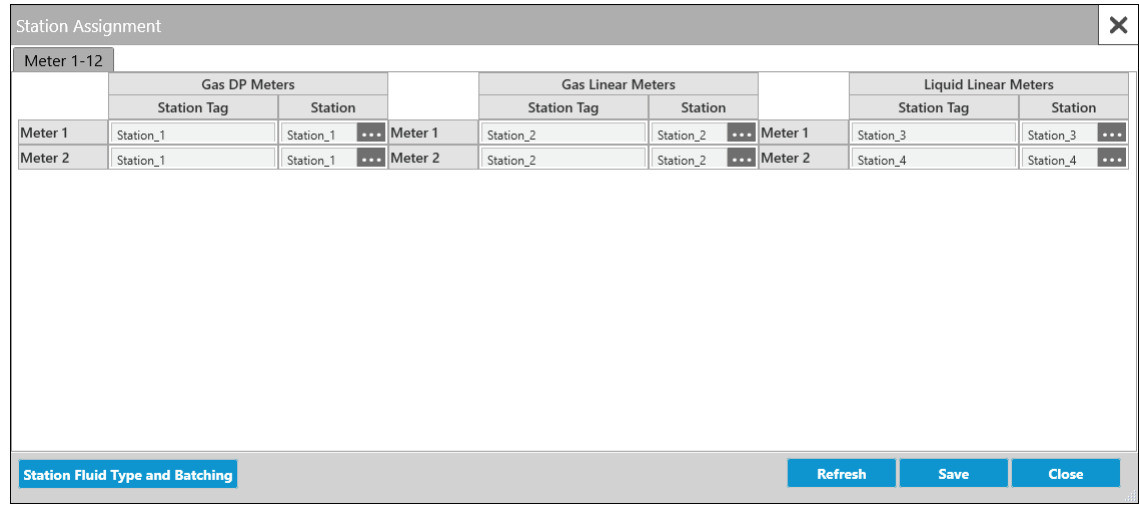 Station Assignment
Meter 1-12
Gas DP Meters Gas Linear Meters Liquid Linear Meters
Station Tag Station Station Tag Station Station Tag Station
Meter 1 Station_1 Station_1 ... Meter 1 Station_2 Station_2 ... Meter 1 Station_3 Station_3 ...
Meter 2 Station_1 Station_1 ... Meter 2 Station_2 Station_2 ... Meter 2 Station_4 Station_4 ...
Station Fluid Type and Batching Refresh Save Close